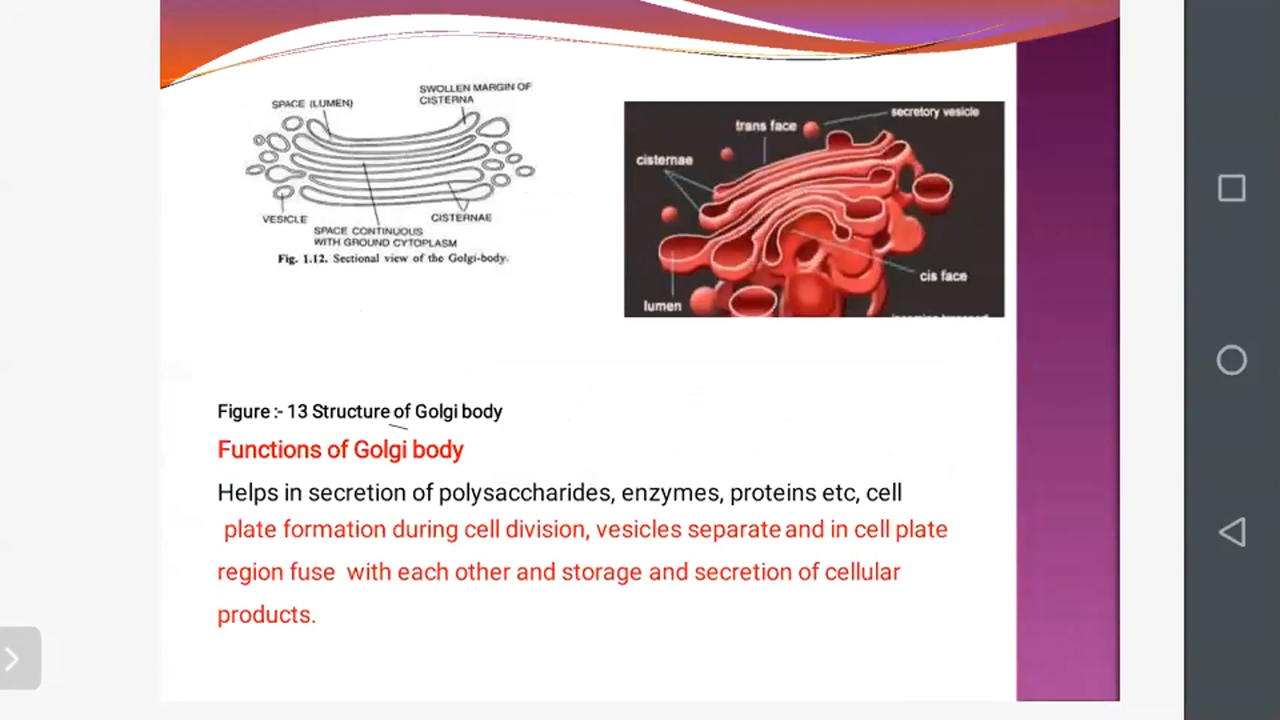 SPACE (LUMEN)
SWOLLEN MARGIN OF
CISTERNA
VESICLE
CISTERNAE
SPACE CONTINUOUS
WITH GROUND CYTOPLASM
Fig. 1.12. Sectional view of the Golgi-body.
secretory vesicle
trans face
cisternae
cis face
lumen
Figure :- 13 Structure of Golgi body
Functions of Golgi body
Helps in secretion of polysaccharides, enzymes, proteins etc, cell
plate formation during cell division, vesicles separate and in cell plate
region fuse with each other and storage and secretion of cellular
products.